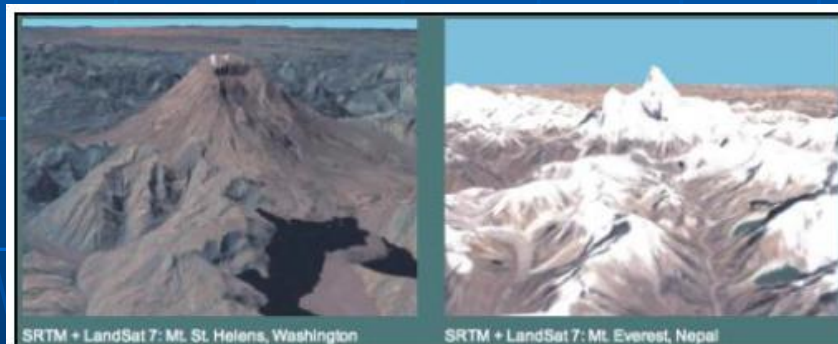 SRTM + LandSat 7: Mt. St. Helens, Washington
SRTM + LandSat 7: Mt. Everest, Nepal